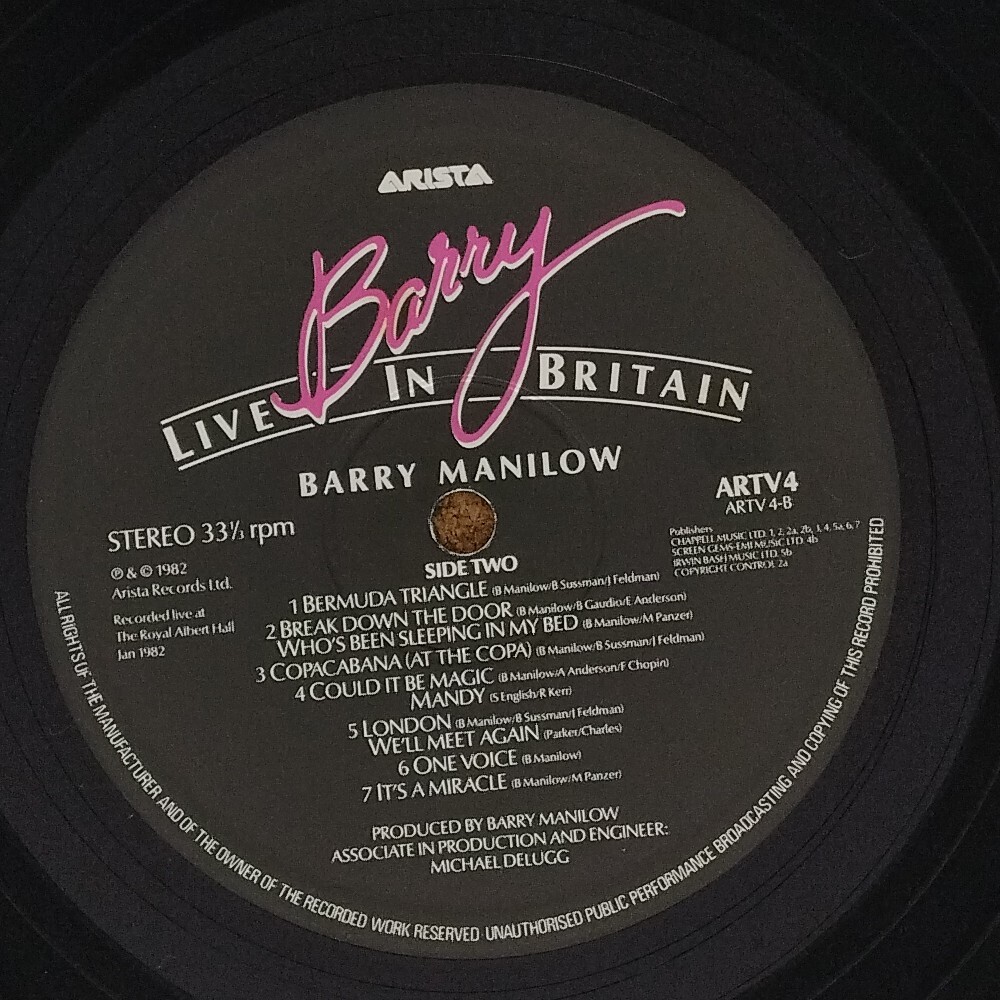 ARISTA
Barry
LIVE IN BRITAIN
BARRY MANILOW
ARTV4
ARTV 4-B
STEREO 33⅓ rpm
℗ & © 1982
Arista Records Ltd.
Recorded live at
The Royal Albert Hall
Jan 1982
Publishers
CHAPPELL MUSIC LTD. 1, 2, 2a, 2b, 3, 4, 5a, 6, 7
SCREEN GEMS-EMI MUSIC LTD. 4b
IRWIN BASH MUSIC LTD. 5b
COPYRIGHT CONTROL 2a
SIDE TWO
1 BERMUDA TRIANGLE (B Manilow/B Sussman/J Feldman)
2 BREAK DOWN THE DOOR (B Manilow/B Gaudio/E Anderson)
WHO'S BEEN SLEEPING IN MY BED (B Manilow/M Panzer)
3 COPACABANA (AT THE COPA) (B Manilow/B Sussman/J Feldman)
4 COULD IT BE MAGIC (B Manilow/A Anderson/F Chopin)
MANDY (S English/R Kerr)
5 LONDON (B Manilow/B Sussman/J Feldman)
WE'LL MEET AGAIN (Parker/Charles)
6 ONE VOICE (B Manilow)
7 IT'S A MIRACLE (B Manilow/M Panzer)
PRODUCED BY BARRY MANILOW
ASSOCIATE IN PRODUCTION AND ENGINEER:
MICHAEL DELUGG
ALL RIGHTS OF THE MANUFACTURER AND OF THE OWNER OF THE RECORDED WORK RESERVED UNAUTHORISED PUBLIC PERFORMANCE BROADCASTING AND COPYING OF THIS RECORD PROHIBITED